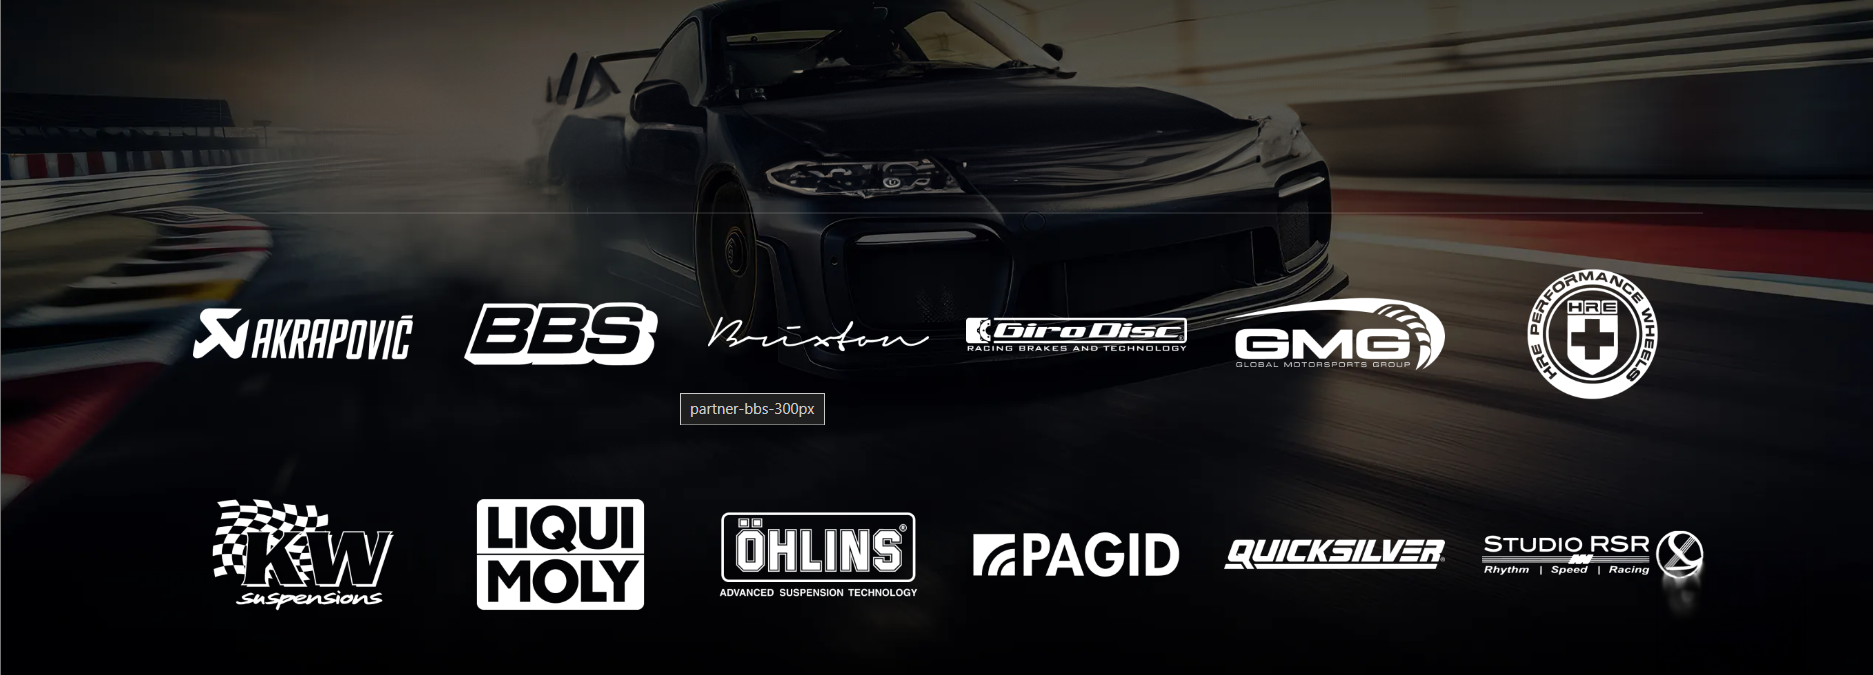 AKRAPOVIČ
BBS
Brixton
GiroDisc
RACING BRAKES AND TECHNOLOGY
GMG
GLOBAL MOTORSPORTS GROUP
HRE PERFORMANCE WHEELS
HRE
partner-bbs-300px
KW
suspensions
LIQUI
MOLY
ÖHLINS®
ADVANCED SUSPENSION TECHNOLOGY
PAGID
QUICKSILVER
STUDIO RSR
Rhythm | Speed | Racing